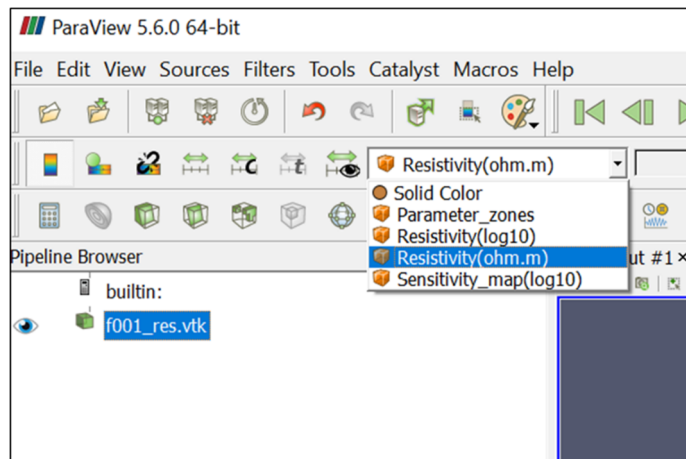 ParaView 5.6.0 64-bit
File Edit View Sources Filters Tools Catalyst Macros Help
Resistivity(ohm.m)
Solid Color
Parameter_zones
Resistivity(log10)
Resistivity(ohm.m)
Sensitivity_map(log10)
Pipeline Browser
ut #1
builtin:
f001_res.vtk